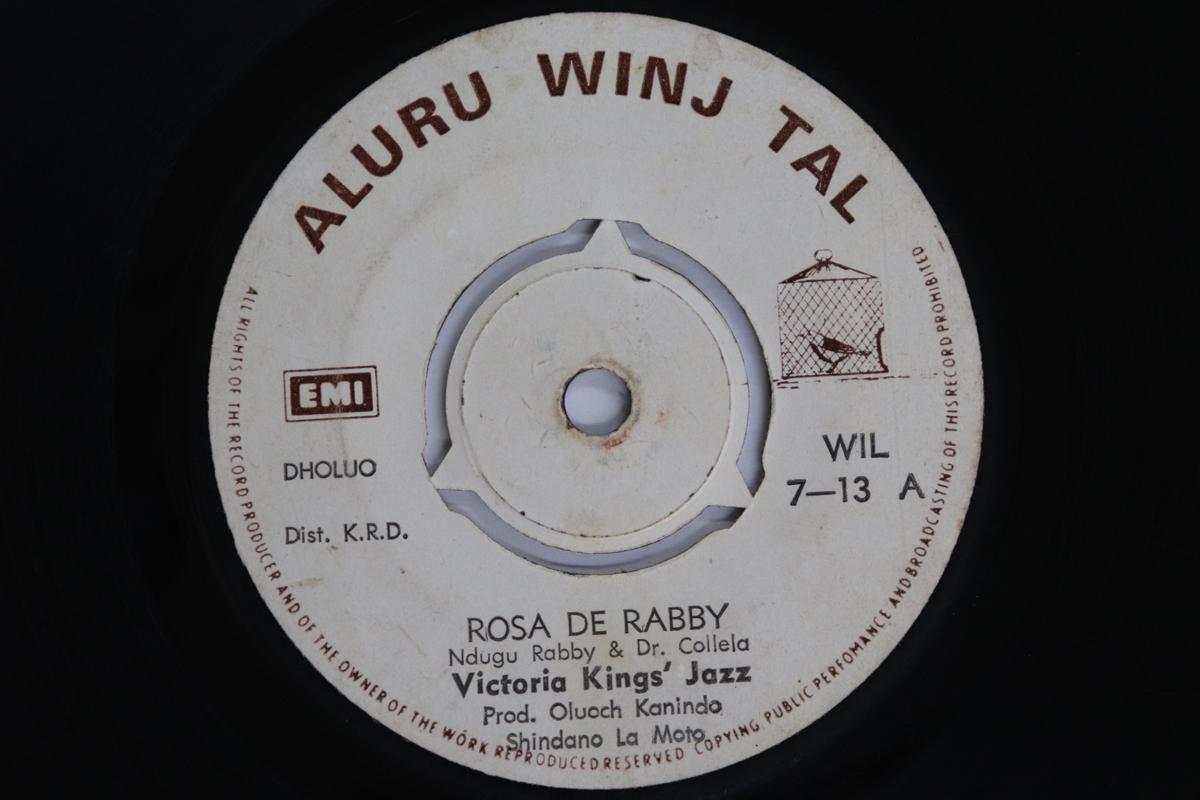 ALURU WINJ TAL
EMI
DHOLUO
Dist. K.R.D.
WIL
7—13 A
ROSA DE RABBY
Ndugu Rabby & Dr. Collela
Victoria Kings' Jazz
Prod. Oluoch Kanindo
Shindano La Moto
ALL RIGHTS OF THE RECORD PRODUCER AND OF THE OWNER OF THE WORK REPRODUCED RESERVED COPYING, PUBLIC PERFOMANCE AND BROADCASTING OF THIS RECORD PROHIBITED